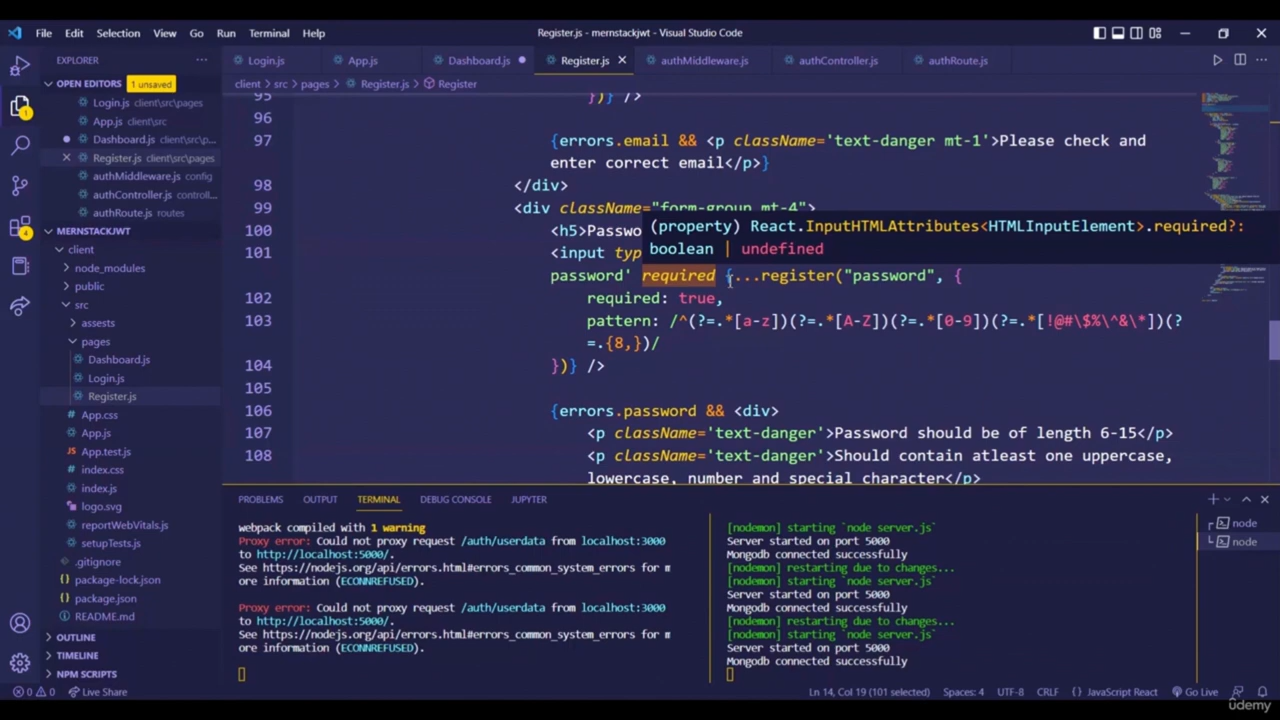 File Edit Selection View Go Run Terminal Help
Register.js - mernstackjwt - Visual Studio Code
EXPLORER ...
OPEN EDITORS 1 unsaved
Login.js client\src\pages
App.js client\src
Dashboard.js client\src\p...
Register.js client\src\pages
authMiddleware.js config
authController.js controll...
authRoute.js routes
MERNSTACKJWT
client
node_modules
public
src
assests
pages
Dashboard.js
Login.js
Register.js
App.css
App.js
App.test.js
index.css
index.js
logo.svg
reportWebVitals.js
setupTests.js
.gitignore
package-lock.json
package.json
README.md
OUTLINE
TIMELINE
NPM SCRIPTS
Login.js App.js Dashboard.js Register.js authMiddleware.js authController.js authRoute.js
client > src > pages > Register.js > Register
95 })} />
96
97 {errors.email && <p className='text-danger mt-1'>Please check and
enter correct email</p>}
98 </div>
99 <div className="form-group mt-4">
(property) React.InputHTMLAttributes<HTMLInputElement>.required?:
boolean | undefined
100 <h5>Passwo
101 <input typ
password' required {...register("password", {
102 required: true,
103 pattern: /^(?=.*[a-z])(?=.*[A-Z])(?=.*[0-9])(?=.*[!@#\$%\^&\*])(?
=.{8,})/
104 })} />
105
106 {errors.password && <div>
107 <p className='text-danger'>Password should be of length 6-15</p>
108 <p className='text-danger'>Should contain atleast one uppercase,
lowercase, number and special character</p>
PROBLEMS OUTPUT TERMINAL DEBUG CONSOLE JUPYTER
webpack compiled with 1 warning
Proxy error: Could not proxy request /auth/userdata from localhost:3000
to http://localhost:5000/.
See https://nodejs.org/api/errors.html#errors_common_system_errors for m
ore information (ECONNREFUSED).
Proxy error: Could not proxy request /auth/userdata from localhost:3000
to http://localhost:5000/.
See https://nodejs.org/api/errors.html#errors_common_system_errors for m
ore information (ECONNREFUSED).
[nodemon] starting `node server.js`
Server started on port 5000
Mongodb connected successfully
[nodemon] restarting due to changes...
[nodemon] starting `node server.js`
Server started on port 5000
Mongodb connected successfully
[nodemon] restarting due to changes...
[nodemon] starting `node server.js`
Server started on port 5000
Mongodb connected successfully
node
node
0 0 Live Share Ln 14, Col 19 (101 selected) Spaces: 4 UTF-8 CRLF {} JavaScript React Go Live
1
4
1
udemy